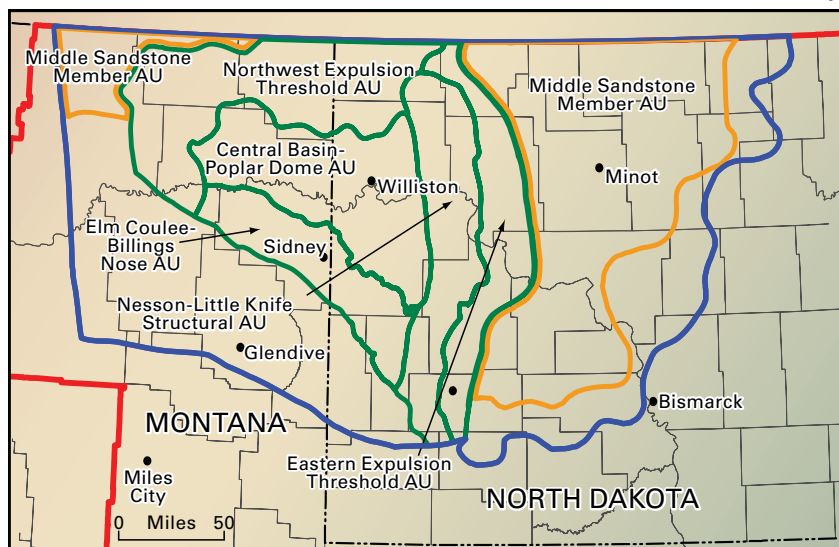 Middle Sandstone
Member AU
Northwest Expulsion
Threshold AU
Middle Sandstone
Member AU
Central Basin-
Poplar Dome AU
Williston
Minot
Elm Coulee-
Billings
Nose AU
Sidney
Nesson-Little Knife
Structural AU
Glendive
Bismarck
MONTANA
Eastern Expulsion
Threshold AU
Miles
City
NORTH DAKOTA
0 Miles 50